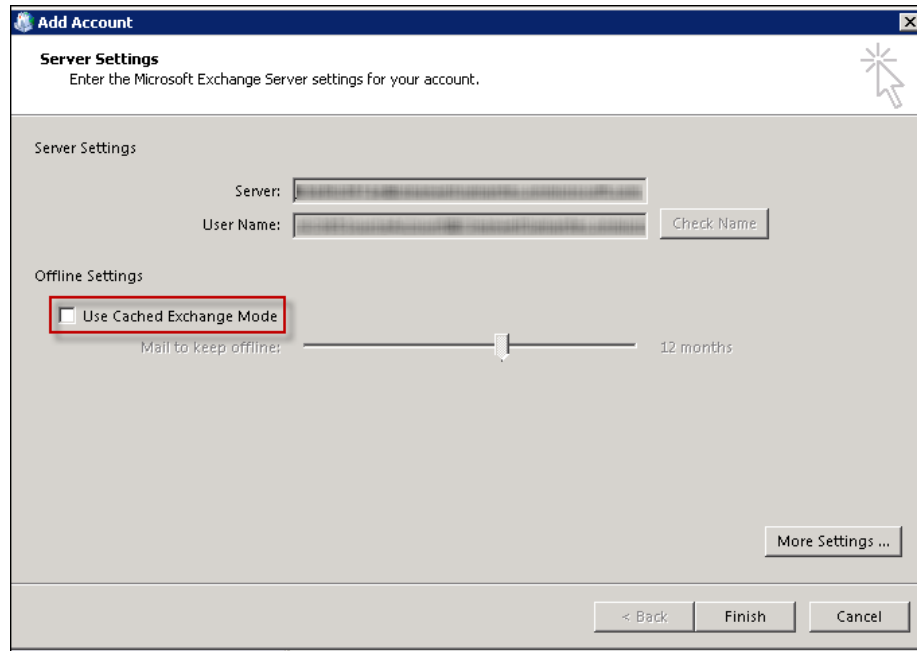 Add Account
Server Settings
Enter the Microsoft Exchange Server settings for your account.
Server Settings
Server:
User Name:
Check Name
Offline Settings
Use Cached Exchange Mode
Mail to keep offline:
12 months
More Settings ...
< Back
Finish
Cancel